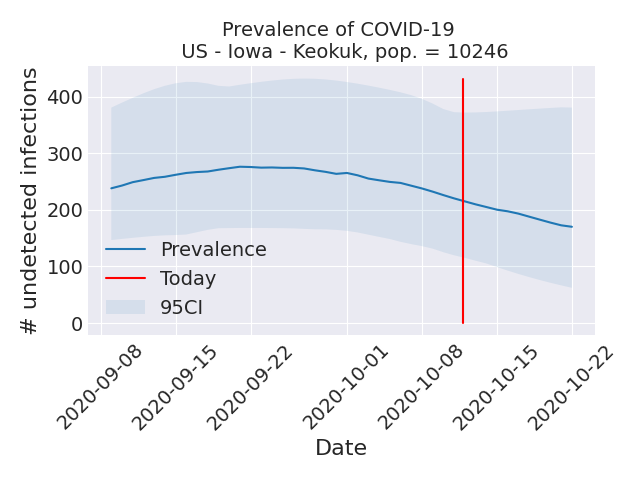 Prevalence of COVID-19
US - Iowa - Keokuk, pop. = 10246
# undetected infections
400
300
200
100
0
Prevalence
Today
95CI
2020-09-08
2020-09-15
2020-09-22
2020-10-01
2020-10-08
2020-10-15
2020-10-22
Date